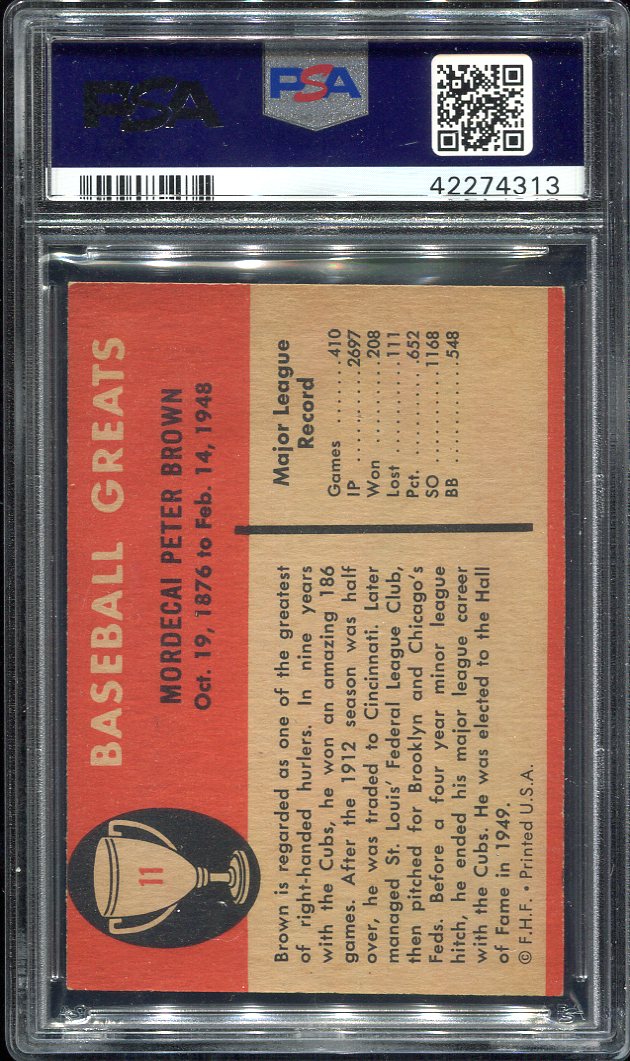 PSA
PSA
42274313
BASEBALL GREATS
MORDECAI PETER BROWN
Oct. 19, 1876 to Feb. 14, 1948
11
Brown is regarded as one of the greatest
of right-handed hurlers. In nine years
with the Cubs, he won an amazing 186
games. After the 1912 season was half
over, he was traded to Cincinnati. Later
managed St. Louis' Federal League Club,
then pitched for Brooklyn and Chicago's
Feds. Before a four year minor league
hitch, he ended his major league career
with the Cubs. He was elected to the Hall
of Fame in 1949.
© F.H.F. • Printed U.S.A.
Major League
Record
Games ........410
IP ............2697
Won ..........208
Lost ..........111
Pct. ..........652
SO ..........1168
BB ..........548